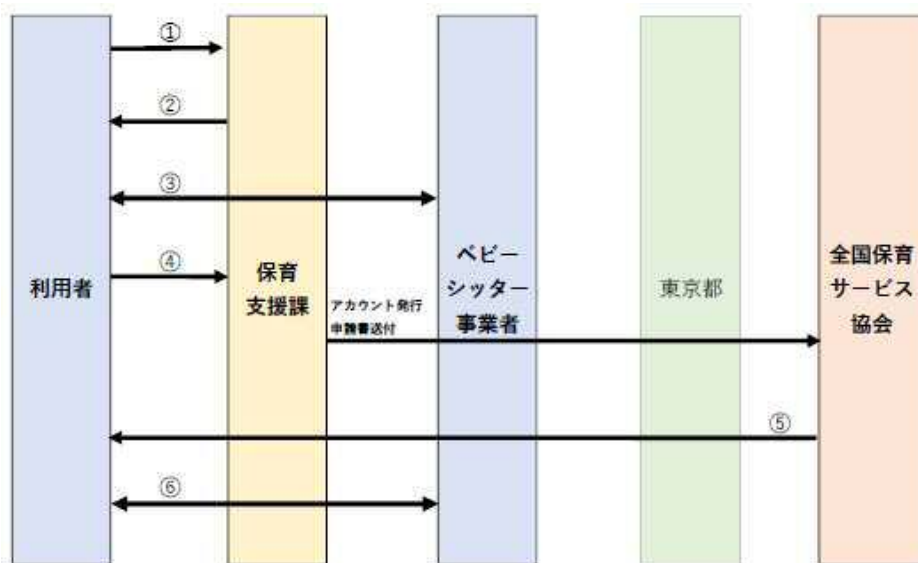 ①
②
③
④
利用者
保育
支援課
アカウント発行
申請書送付
ベビー
シッター
事業者
東京都
全国保育
サービス
協会
⑤
⑥